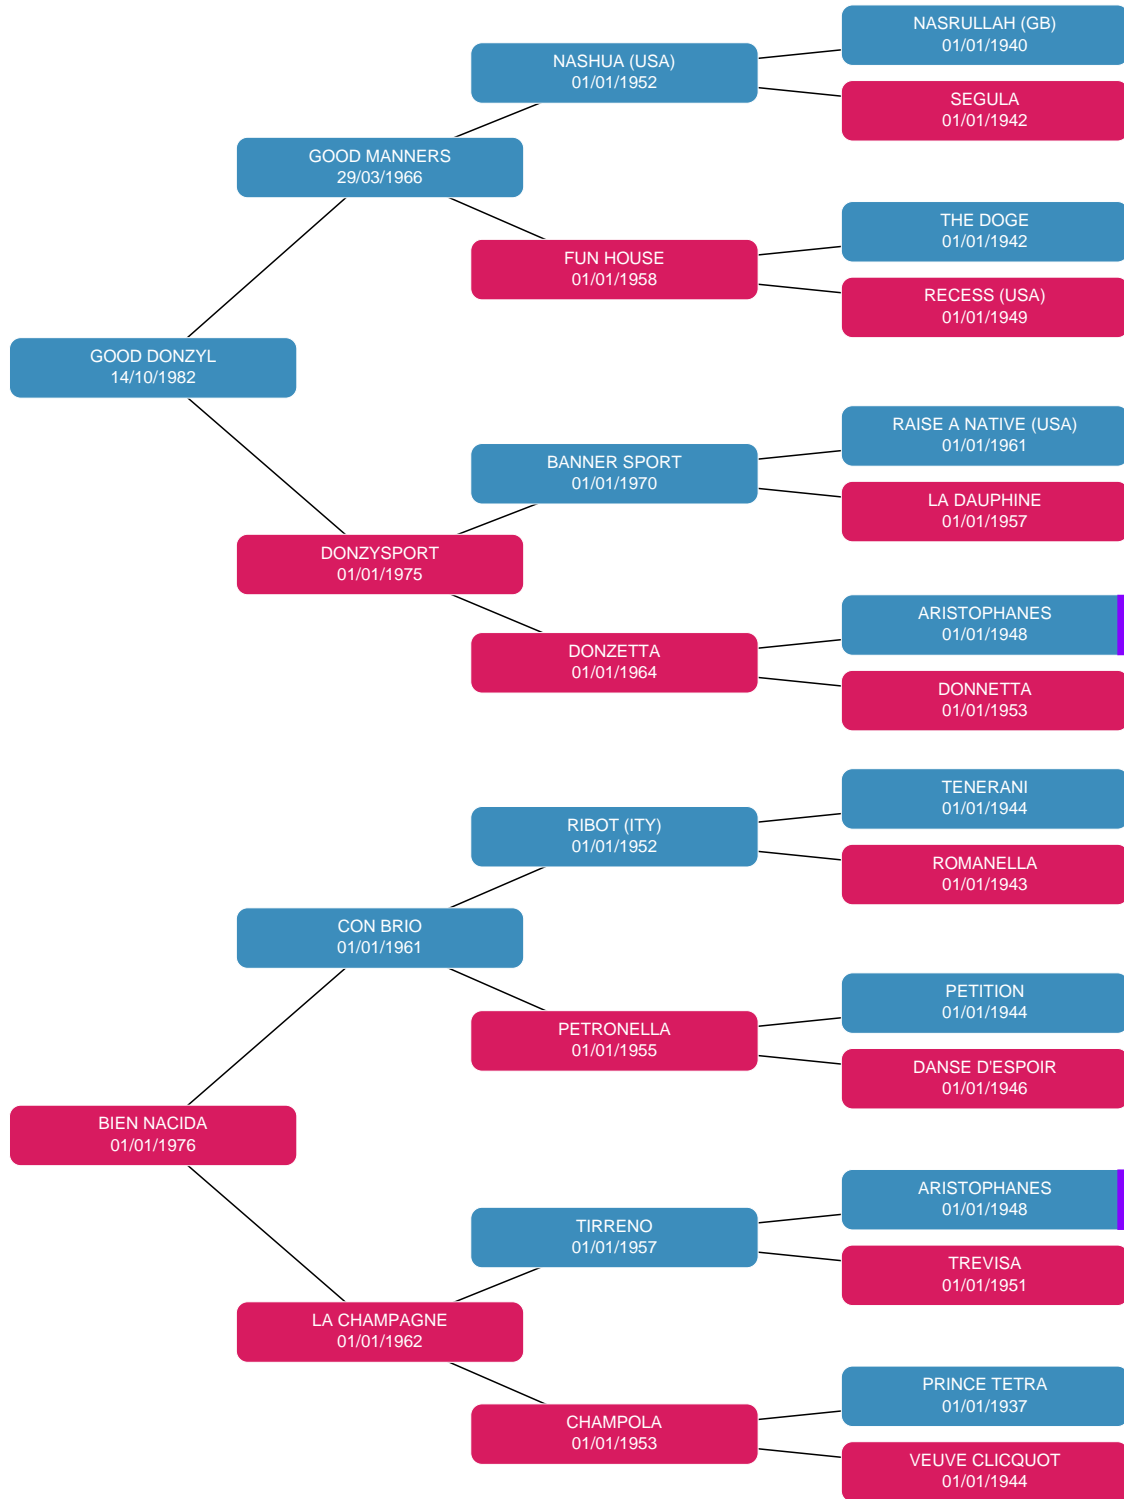 NASRULLAH (GB)
01/01/1940
NASHUA (USA)
01/01/1952
SEGULA
01/01/1942
GOOD MANNERS
29/03/1966
THE DOGE
01/01/1942
FUN HOUSE
01/01/1958
RECESS (USA)
01/01/1949
GOOD DONZYL
14/10/1982
RAISE A NATIVE (USA)
01/01/1961
BANNER SPORT
01/01/1970
LA DAUPHINE
01/01/1957
DONZYSPORT
01/01/1975
ARISTOPHANES
01/01/1948
DONZETTA
01/01/1964
DONNETTA
01/01/1953
TENERANI
01/01/1944
RIBOT (ITY)
01/01/1952
ROMANELLA
01/01/1943
CON BRIO
01/01/1961
PETITION
01/01/1944
PETRONELLA
01/01/1955
DANSE D'ESPOIR
01/01/1946
BIEN NACIDA
01/01/1976
ARISTOPHANES
01/01/1948
TIRRENO
01/01/1957
TREVISA
01/01/1951
LA CHAMPAGNE
01/01/1962
PRINCE TETRA
01/01/1937
CHAMPOLA
01/01/1953
VEUVE CLICQUOT
01/01/1944